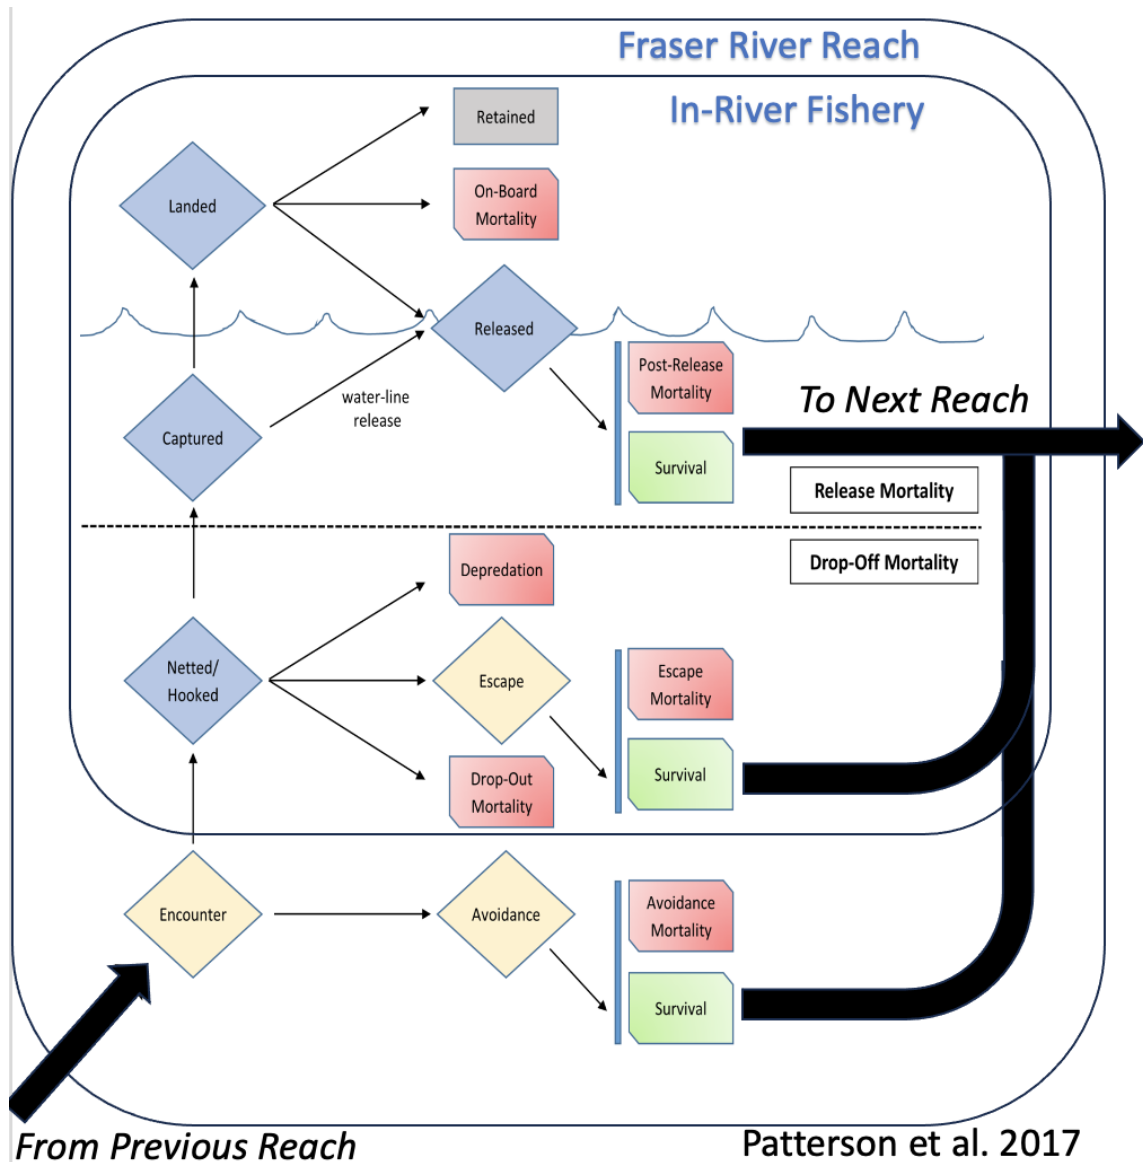 Fraser River Reach
In-River Fishery
Retained
Landed
On-Board
Mortality
Released
Post-Release
Mortality
water-line
release
To Next Reach
Captured
Survival
Release Mortality
Drop-Off Mortality
Depredation
Netted/
Hooked
Escape
Escape
Mortality
Drop-Out
Mortality
Survival
Encounter
Avoidance
Avoidance
Mortality
Survival
From Previous Reach
Patterson et al. 2017